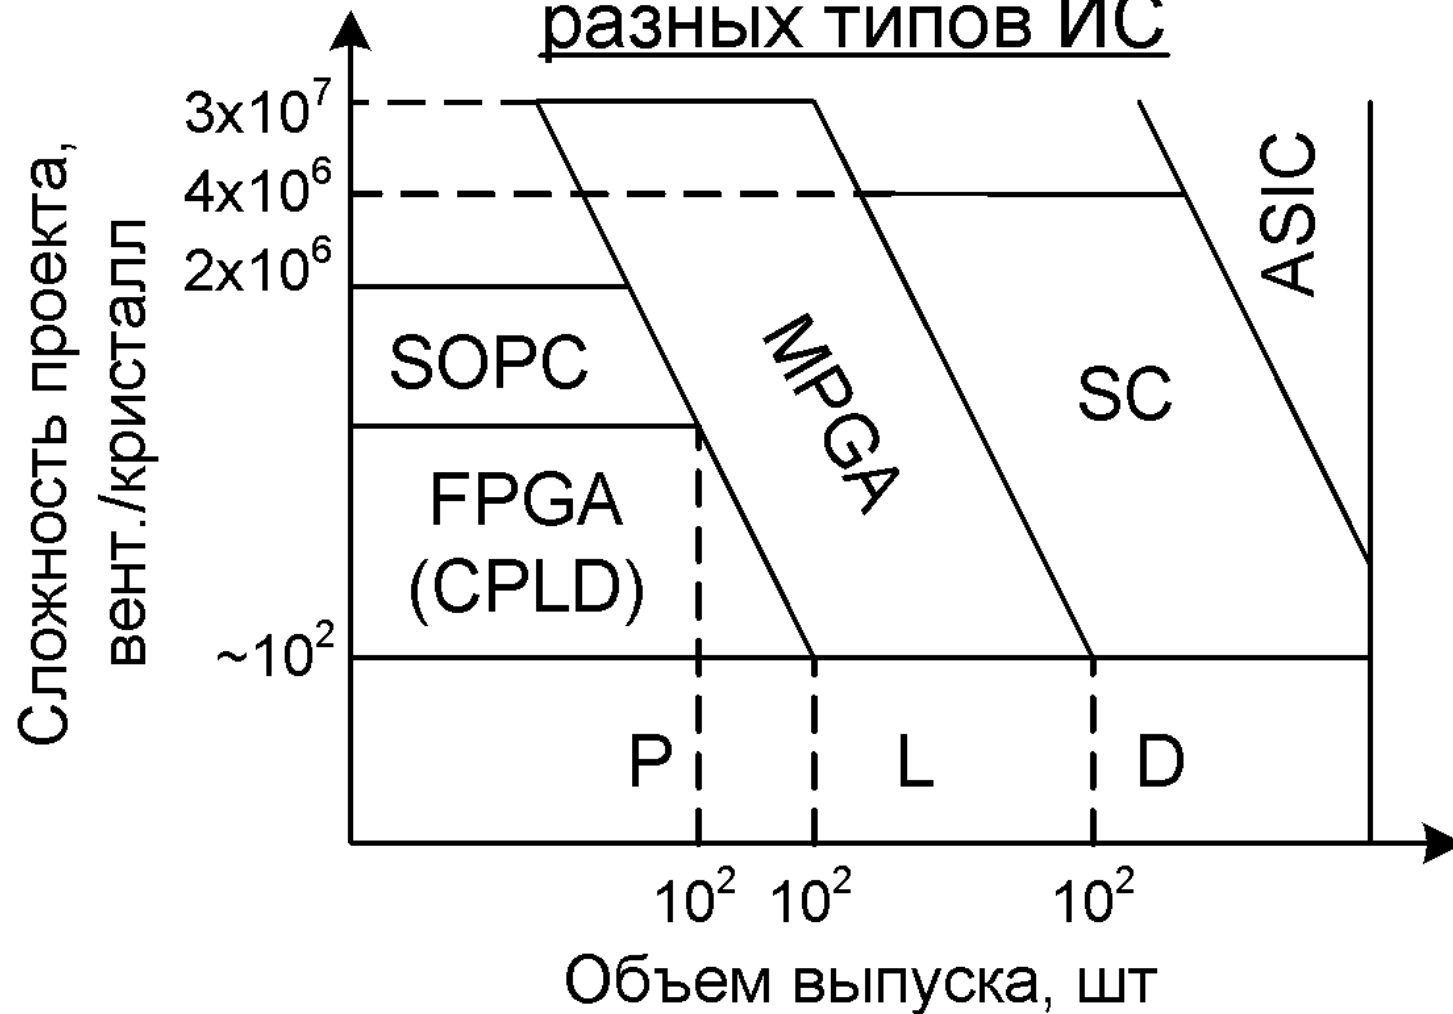 разных типов ИС
Сложность проекта,
вент./кристалл
3x10⁷
4x10⁶
2x10⁶
~10²
ASIC
MPGA
SC
SOPC
FPGA
(CPLD)
P L D
10² 10² 10²
Объем выпуска, шт